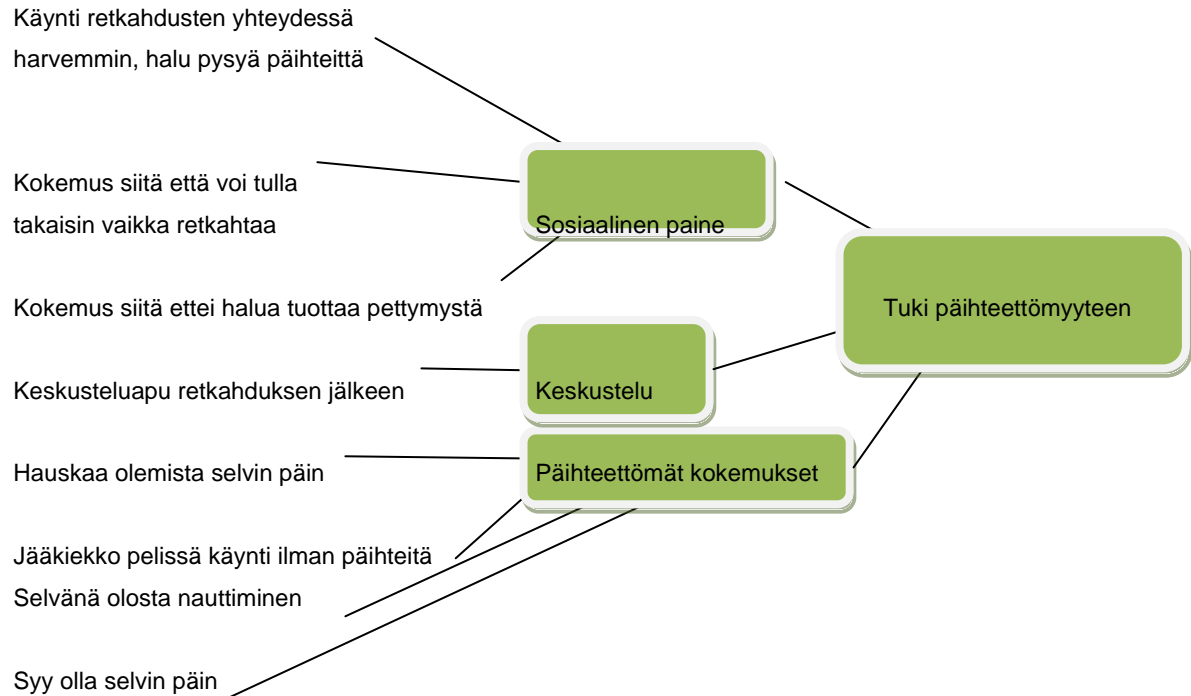 Käynti retkahdusten yhteydessä
harvemmin, halu pysyä päihteittä
Kokemus siitä että voi tulla
takaisin vaikka retkahtaa
Sosiaalinen paine
Kokemus siitä ettei halua tuottaa pettymystä
Tuki päihteettömyyteen
Keskusteluapu retkahduksen jälkeen
Keskustelu
Hauskaa olemista selvin päin
Päihteettömät kokemukset
Jääkiekko pelissä käynti ilman päihteitä
Selvänä olosta nauttiminen
Syy olla selvin päin